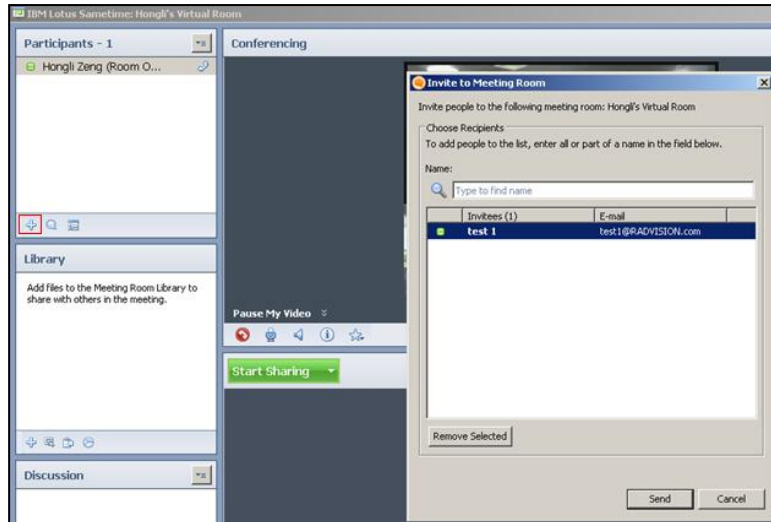 IBM Lotus Sametime: Hongli's Virtual Room
Participants - 1
Hongli Zeng (Room O...
Library
Add files to the Meeting Room Library to
share with others in the meeting.
Discussion
Conferencing
Pause My Video
Start Sharing
Invite to Meeting Room
Invite people to the following meeting room: Hongli's Virtual Room
Choose Recipients
To add people to the list, enter all or part of a name in the field below.
Name:
Type to find name
Invitees (1) E-mail
test 1 test1@RADVISION.com
Remove Selected
Send Cancel